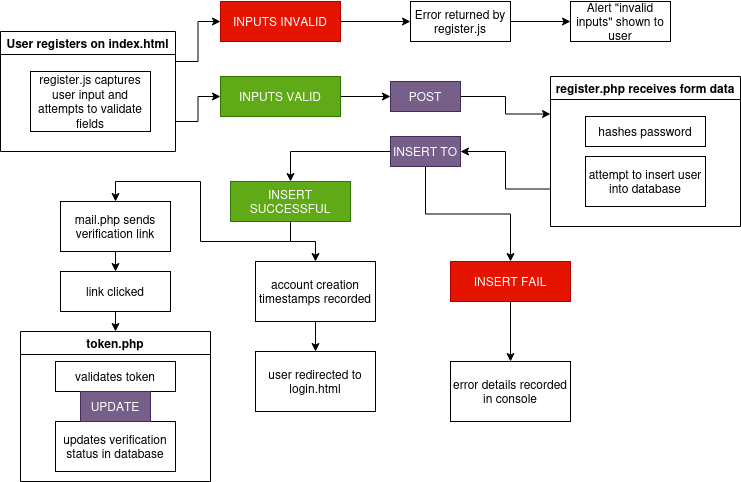 INPUTS INVALID
Error returned by
register.js
Alert "invalid
inputs" shown to
user
User registers on index.html
register.js captures
user input and
attempts to validate
fields
INPUTS VALID
POST
register.php receives form data
hashes password
attempt to insert user
into database
INSERT TO
INSERT
SUCCESSFUL
mail.php sends
verification link
link clicked
account creation
timestamps recorded
INSERT FAIL
token.php
validates token
UPDATE
updates verification
status in database
user redirected to
login.html
error details recorded
in console